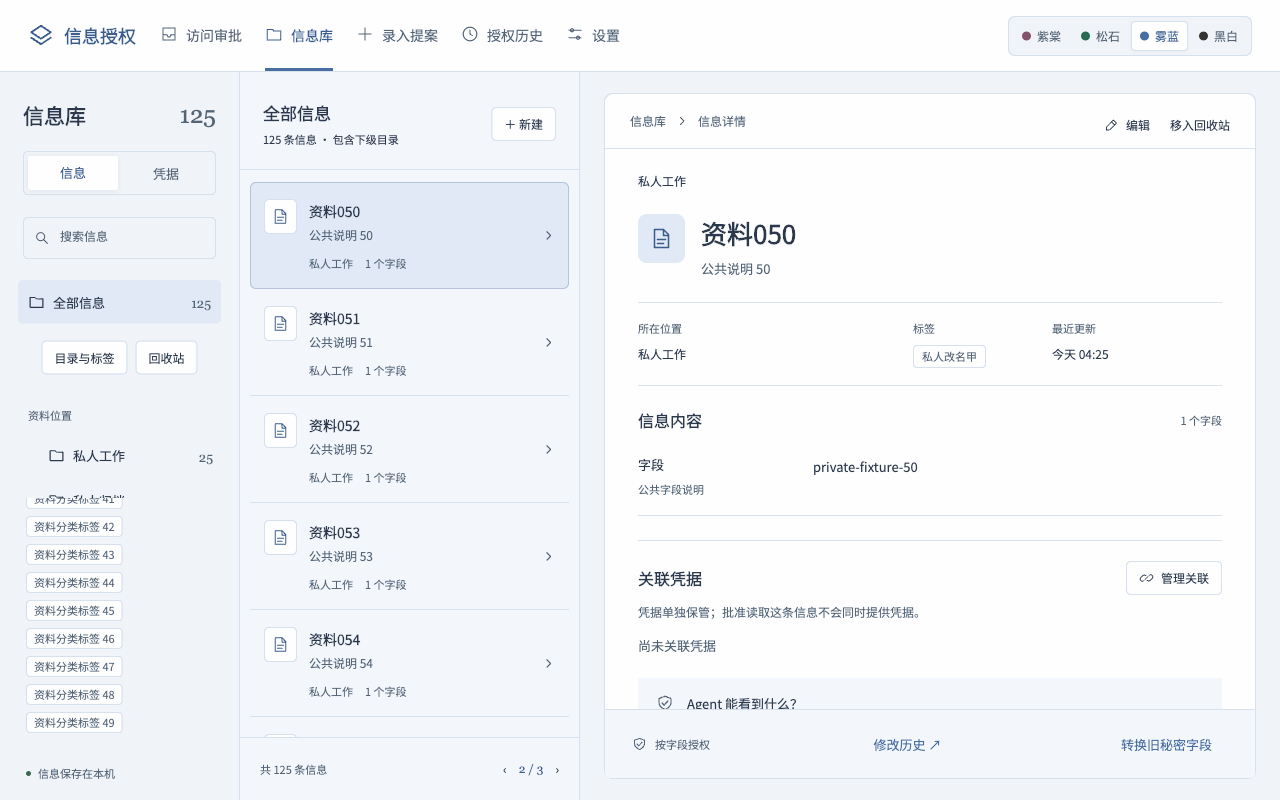 信息授权
访问审批
信息库
录入提案
授权历史
设置
紫棠
松石
雾蓝
黑白
信息库
125
信息
凭据
搜索信息
全部信息
125
目录与标签
回收站
资料位置
私人工作
25
资料分类标签 42
资料分类标签 43
资料分类标签 44
资料分类标签 45
资料分类标签 46
资料分类标签 47
资料分类标签 48
资料分类标签 49
信息保存在本机
全部信息
125 条信息 · 包含下级目录
+ 新建
资料050
公共说明 50
私人工作 1 个字段
资料051
公共说明 51
私人工作 1 个字段
资料052
公共说明 52
私人工作 1 个字段
资料053
公共说明 53
私人工作 1 个字段
资料054
公共说明 54
私人工作 1 个字段
共 125 条信息
‹ 2 / 3 ›
信息库 > 信息详情
编辑
移入回收站
私人工作
资料050
公共说明 50
所在位置
私人工作
标签
私人改名甲
最近更新
今天 04:25
信息内容
1 个字段
字段
公共字段说明
private-fixture-50
关联凭据
管理关联
凭据单独保管；批准读取这条信息不会同时提供凭据。
尚未关联凭据
Agent 能看到什么？
按字段授权
修改历史 ↗
转换旧秘密字段